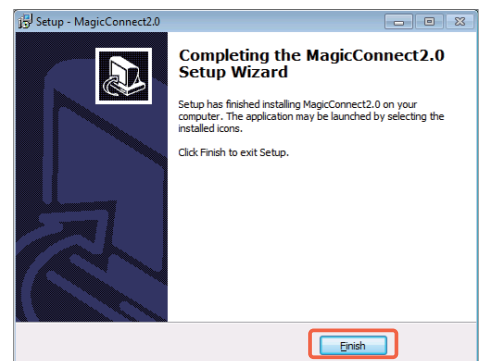 Setup - MagicConnect2.0
Completing the MagicConnect2.0
Setup Wizard
Setup has finished installing MagicConnect2.0 on your
computer. The application may be launched by selecting the
installed icons.
Click Finish to exit Setup.
Finish